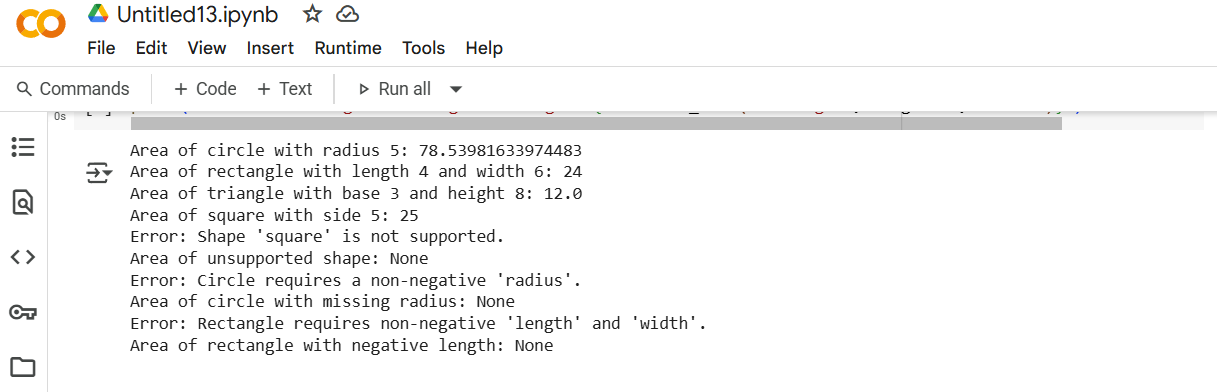 Untitled13.ipynb
File Edit View Insert Runtime Tools Help
Commands + Code + Text Run all
0s
Area of circle with radius 5: 78.53981633974483
Area of rectangle with length 4 and width 6: 24
Area of triangle with base 3 and height 8: 12.0
Area of square with side 5: 25
Error: Shape 'square' is not supported.
Area of unsupported shape: None
Error: Circle requires a non-negative 'radius'.
Area of circle with missing radius: None
Error: Rectangle requires non-negative 'length' and 'width'.
Area of rectangle with negative length: None